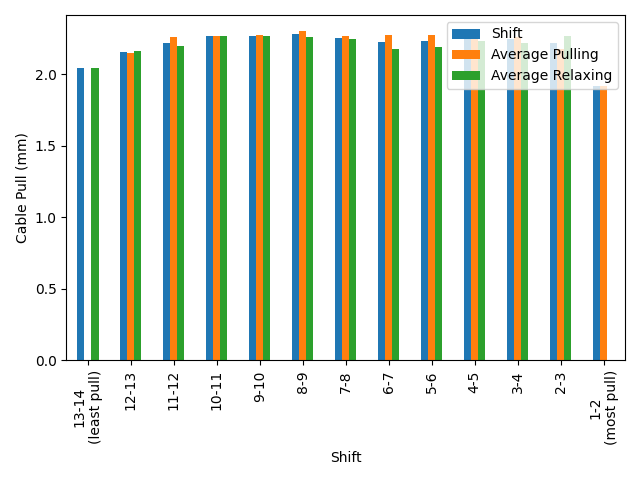 Shift
Average Pulling
Average Relaxing
Cable Pull (mm)
2.0
1.5
1.0
0.5
0.0
13-14
(least pull)
12-13
11-12
10-11
9-10
8-9
7-8
6-7
5-6
4-5
3-4
2-3
1-2
(most pull)
Shift